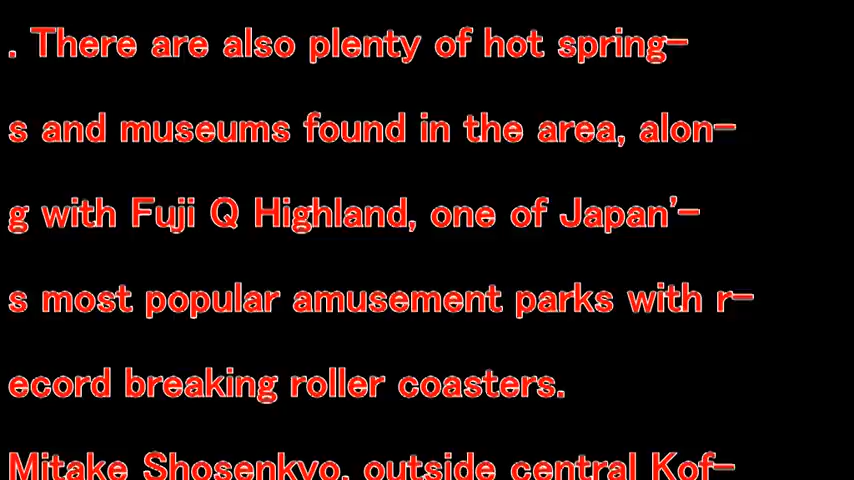 . There are also plenty of hot spring-
s and museums found in the area, alon-
g with Fuji Q Highland, one of Japan'-
s most popular amusement parks with r-
ecord breaking roller coasters.
Mitake Shosenkyo, outside central Kof-